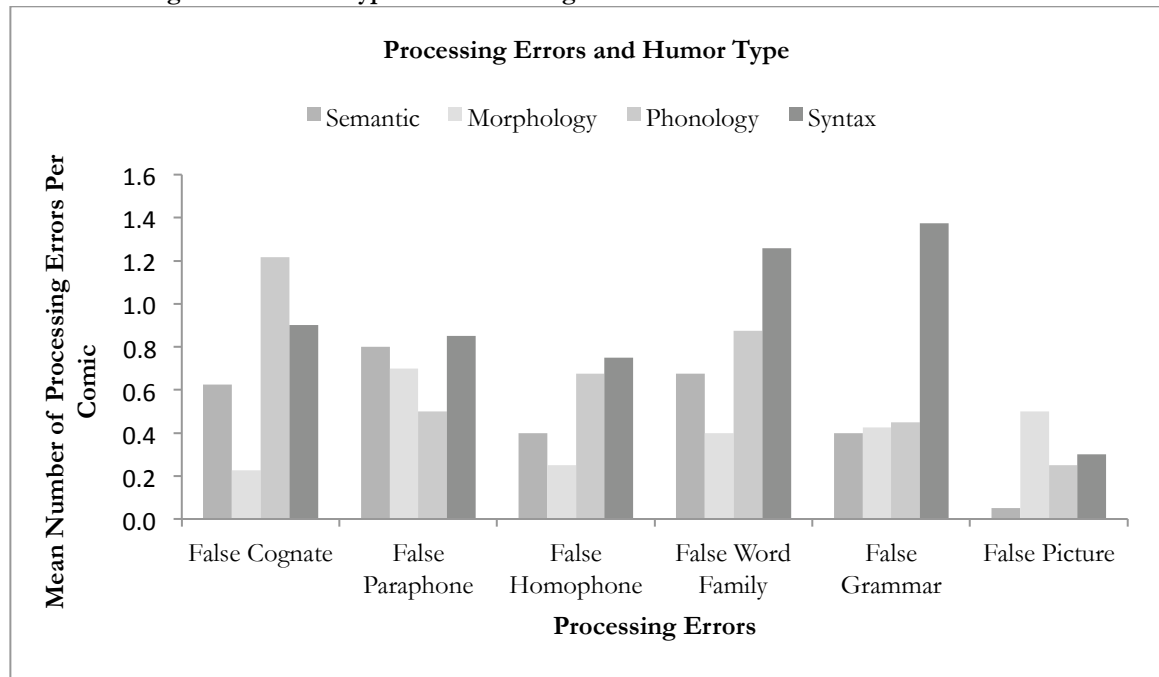 Processing Errors and Humor Type
Semantic Morphology Phonology Syntax
Mean Number of Processing Errors Per
Comic
1.6
1.4
1.2
1.0
0.8
0.6
0.4
0.2
0.0
False Cognate
False
Paraphone
False
Homophone
False Word
Family
False
Grammar
False Picture
Processing Errors